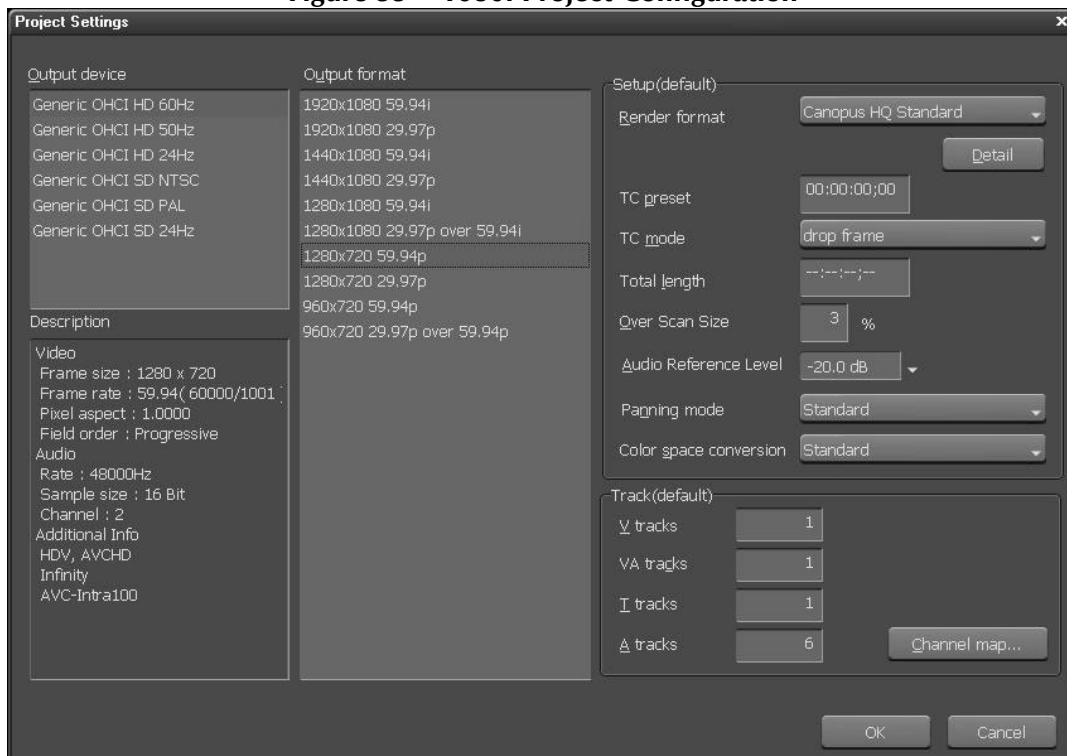 Project Settings
x
Output device
Generic OHCI HD 60Hz
Generic OHCI HD 50Hz
Generic OHCI HD 24Hz
Generic OHCI SD NTSC
Generic OHCI SD PAL
Generic OHCI SD 24Hz
Description
Video
Frame size : 1280 x 720
Frame rate : 59.94( 60000/1001
Pixel aspect : 1.0000
Field order : Progressive
Audio
Rate : 48000Hz
Sample size : 16 Bit
Channel : 2
Additional Info
HDV, AVCHD
Infinity
AVC-Intra100
Output format
1920x1080 59.94i
1920x1080 29.97p
1440x1080 59.94i
1440x1080 29.97p
1280x1080 59.94i
1280x1080 29.97p over 59.94i
1280x720 59.94p
1280x720 29.97p
960x720 59.94p
960x720 29.97p over 59.94p
Setup(default)
Render format Canopus HQ Standard
Detail
TC preset 00:00:00;00
TC mode drop frame
Total length --:--:--;--
Over Scan Size 3 %
Audio Reference Level -20.0 dB
Panning mode Standard
Color space conversion Standard
Track(default)
V tracks 1
VA tracks 1
T tracks 1
A tracks 6
Channel map...
OK Cancel